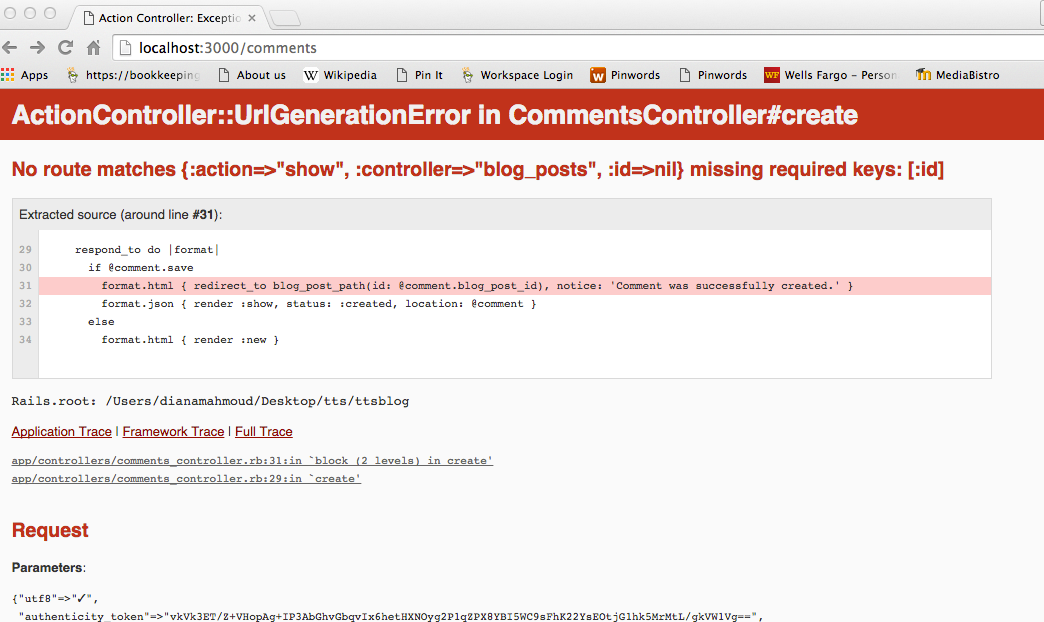 Action Controller: Exceptio
localhost:3000/comments
Apps https://bookkeeping About us Wikipedia Pin It Workspace Login Pinwords Pinwords Wells Fargo – Person MediaBistro
ActionController::UrlGenerationError in CommentsController#create
No route matches {:action=>"show", :controller=>"blog_posts", :id=>nil} missing required keys: [:id]
Extracted source (around line #31):
29 respond_to do |format|
30 if @comment.save
31 format.html { redirect_to blog_post_path(id: @comment.blog_post_id), notice: 'Comment was successfully created.' }
32 format.json { render :show, status: :created, location: @comment }
33 else
34 format.html { render :new }
Rails.root: /Users/dianamahmoud/Desktop/tts/ttsblog
Application Trace | Framework Trace | Full Trace
app/controllers/comments_controller.rb:31:in `block (2 levels) in create'
app/controllers/comments_controller.rb:29:in `create'
Request
Parameters:
{"utf8"=>"✓",
"authenticity_token"=>"vkVk3ET/Z+VHopAg+IP3AbGhvGbqvIx6hetHXNOyg2P1qZPX8YBI5WC9sFhK22YsEOtjGlhk5MrMtL/gkVW1Vg==",